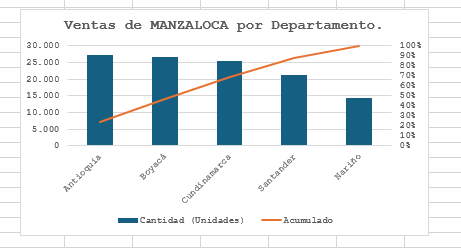 Ventas de MANZALOCA por Departamento.
30.000
25.000
20.000
15.000
10.000
5.000
0
100%
90%
80%
70%
60%
50%
40%
30%
20%
10%
0%
Antioquia
Boyacá
Cundinamarca
Santander
Nariño
Cantidad (Unidades)
Acumulado